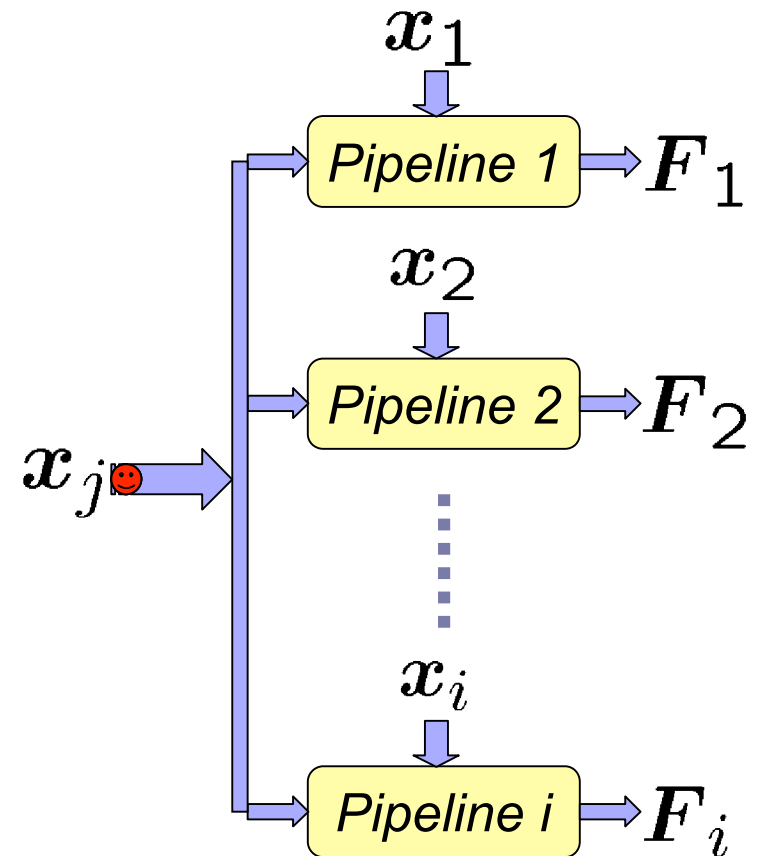 x₁
Pipeline 1 F₁
x₂
Pipeline 2 F₂
xⱼ
xᵢ
Pipeline i Fᵢ